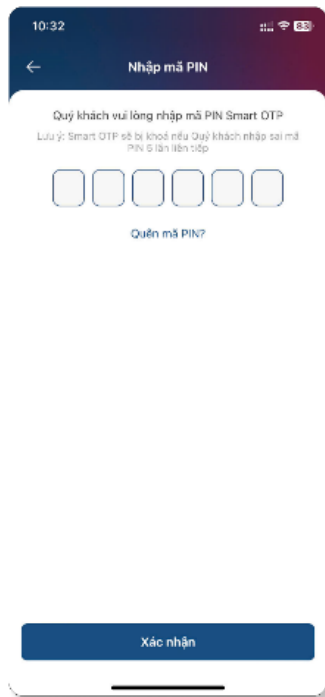 10:32
83
Nhập mã PIN
Quý khách vui lòng nhập mã PIN Smart OTP
Lưu ý: Smart OTP sẽ bị khoá nếu Quý khách nhập sai mã
PIN 5 lần liên tiếp
Quên mã PIN?
Xác nhận